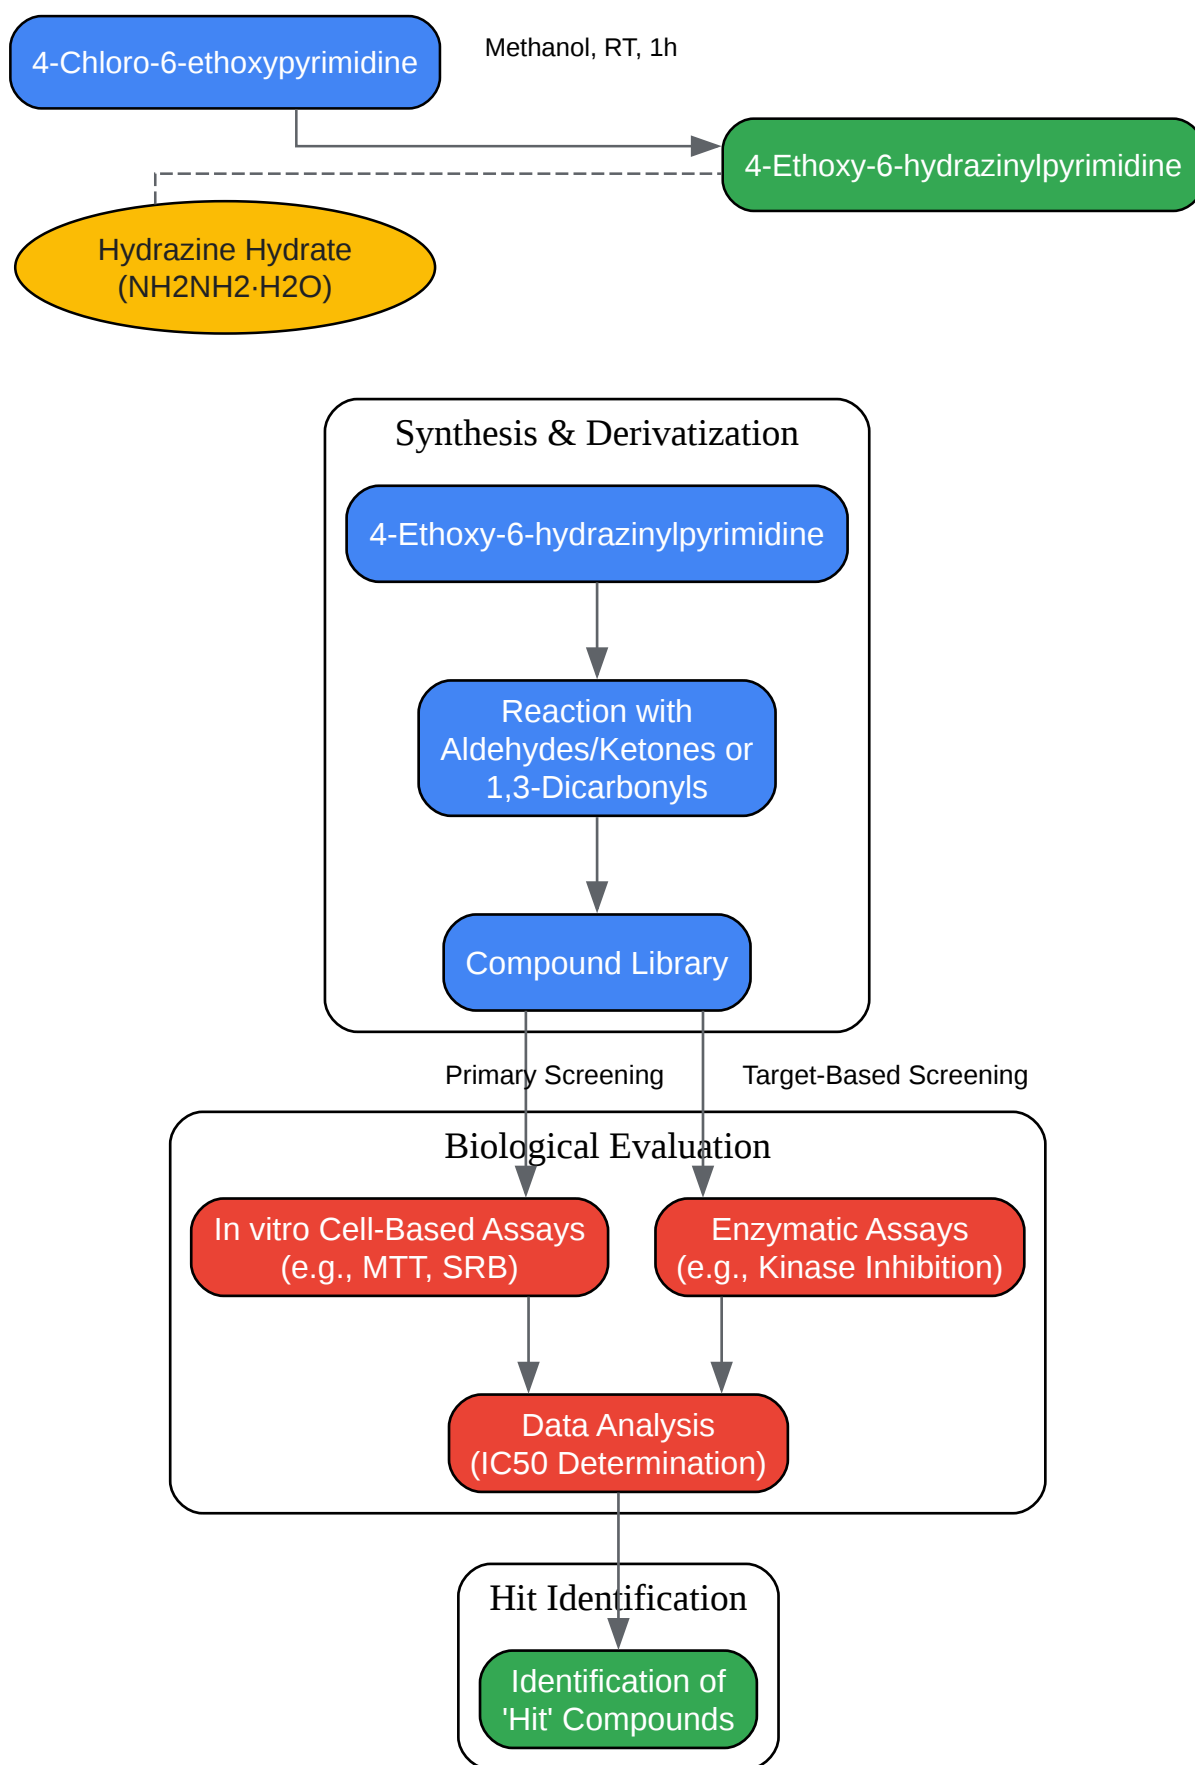 4-Chloro-6-ethoxypyrimidine
Methanol, RT, 1h
4-Ethoxy-6-hydrazinylpyrimidine
Hydrazine Hydrate
(NH2NH2·H2O)
Synthesis & Derivatization
4-Ethoxy-6-hydrazinylpyrimidine
Reaction with
Aldehydes/Ketones or
1,3-Dicarbonyls
Compound Library
Primary Screening
Target-Based Screening
Biological Evaluation
In vitro Cell-Based Assays
(e.g., MTT, SRB)
Enzymatic Assays
(e.g., Kinase Inhibition)
Data Analysis
(IC50 Determination)
Hit Identification
Identification of
'Hit' Compounds